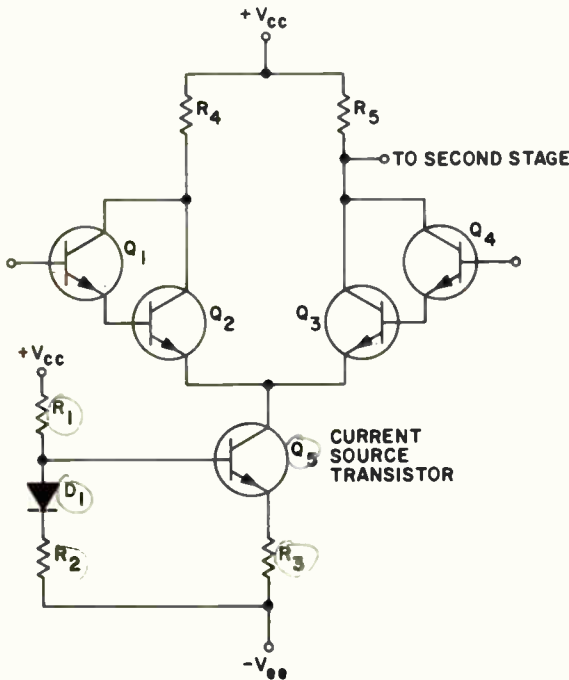 + Vcc
R4
R5
TO SECOND STAGE
Q1
Q4
Q2
Q3
+ Vcc
R1
Q5
CURRENT
SOURCE
TRANSISTOR
D1
R2
R3
-Vee